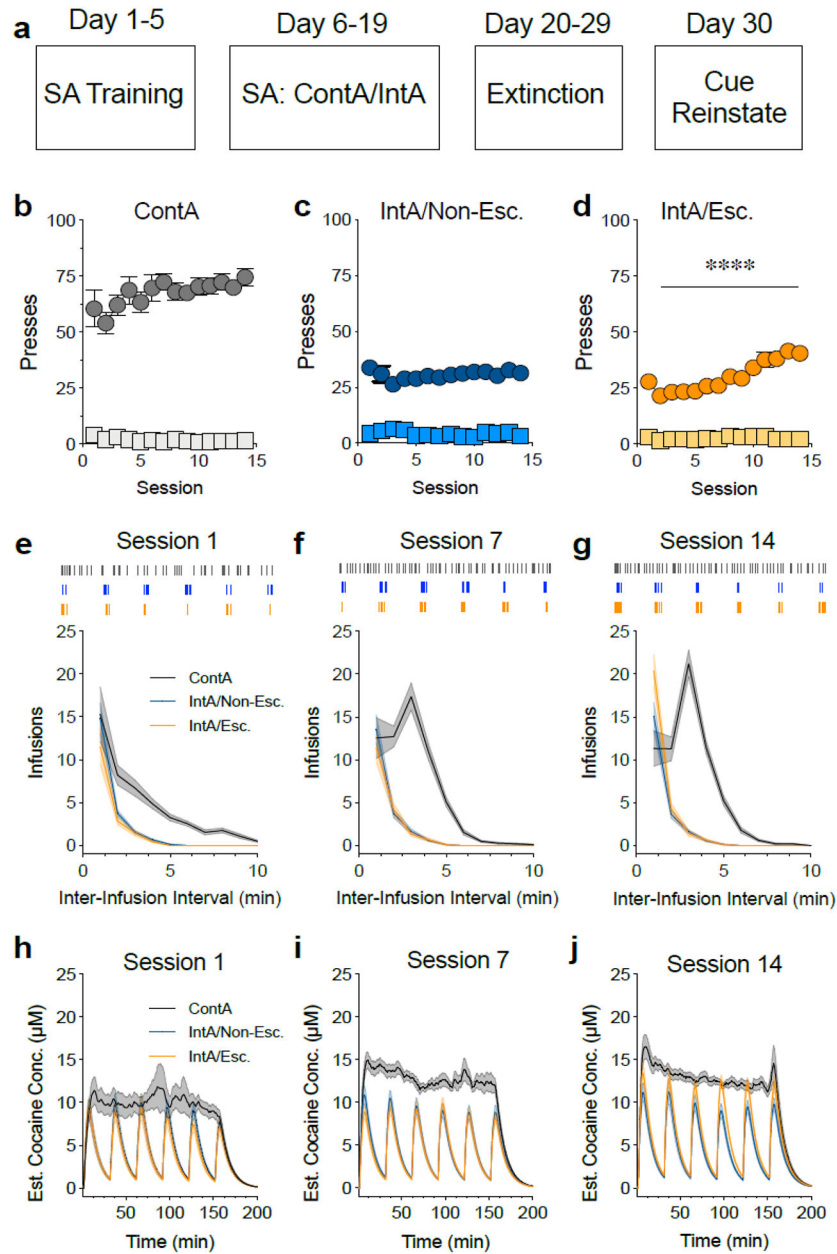 a
Day 1-5
Day 6-19
Day 20-29
Day 30
SA Training
SA: ContA/IntA
Extinction
Cue
Reinstate
b
ContA
Presses
100
75
50
25
0
0
5
10
15
Session
c
IntA/Non-Esc.
Presses
100
75
50
25
0
0
5
10
15
Session
d
IntA/Esc.
****
Presses
100
75
50
25
0
0
5
10
15
Session
e
Session 1
Infusions
25
20
15
10
5
0
ContA
IntA/Non-Esc.
IntA/Esc.
0
5
10
Inter-Infusion Interval (min)
f
Session 7
Infusions
25
20
15
10
5
0
0
5
10
Inter-Infusion Interval (min)
g
Session 14
Infusions
25
20
15
10
5
0
0
5
10
Inter-Infusion Interval (min)
h
Session 1
Est. Cocaine Conc. (μM)
25
20
15
10
5
0
ContA
IntA/Non-Esc.
IntA/Esc.
50
100
150
200
Time (min)
i
Session 7
Est. Cocaine Conc. (μM)
25
20
15
10
5
0
50
100
150
200
Time (min)
j
Session 14
Est. Cocaine Conc. (μM)
25
20
15
10
5
0
50
100
150
200
Time (min)